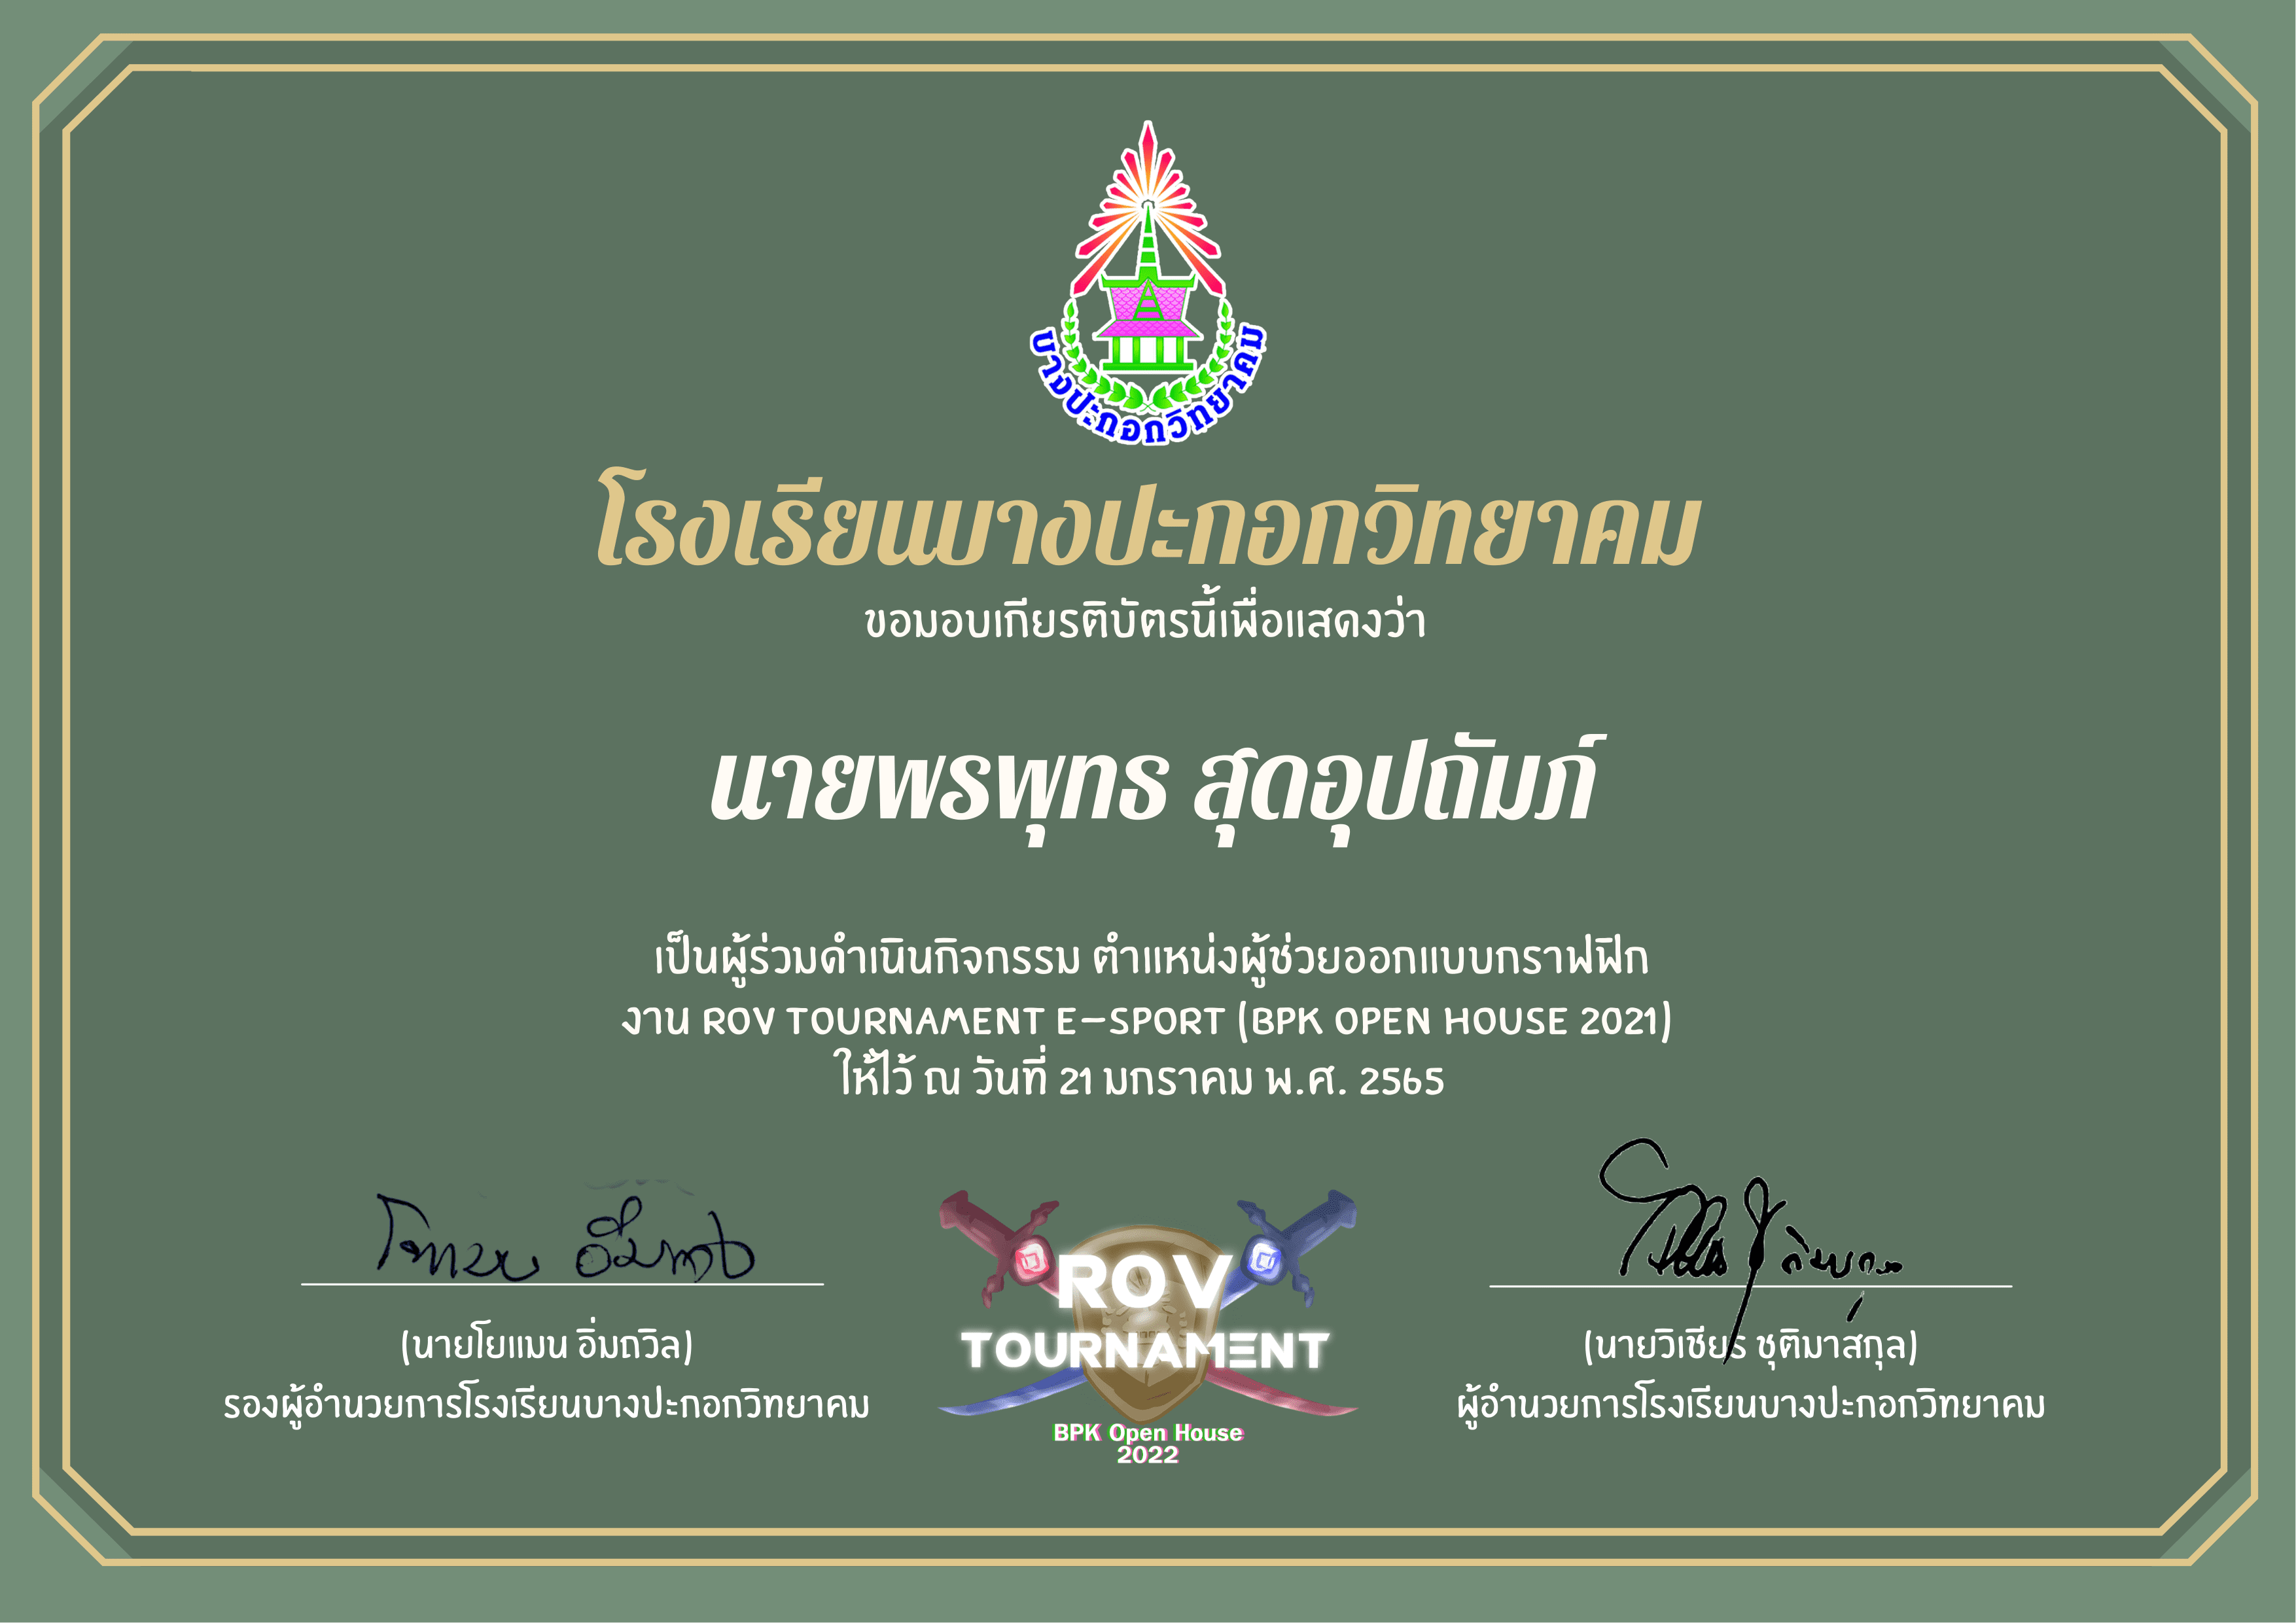 บางปะกอกวิทยาคม
โรงเรียนบางปะกอกวิทยาคม
ขอมอบเกียรติบัตรนี้เพื่อแสดงว่า
นายพรพุทธ สุดอุปถัมภ์
เป็นผู้ร่วมดำเนินกิจกรรม ตำแหน่งผู้ช่วยออกแบบกราฟฟิก
งาน ROV TOURNAMENT E-SPORT (BPK OPEN HOUSE 2021)
ให้ไว้ ณ วันที่ 21 มกราคม พ.ศ. 2565
(นายโยแมน อิ่มถวิล)
รองผู้อำนวยการโรงเรียนบางปะกอกวิทยาคม
ROV
TOURNAMENT
BPK Open House
2022
(นายวิเชียร ชุติมาสกุล)
ผู้อำนวยการโรงเรียนบางปะกอกวิทยาคม